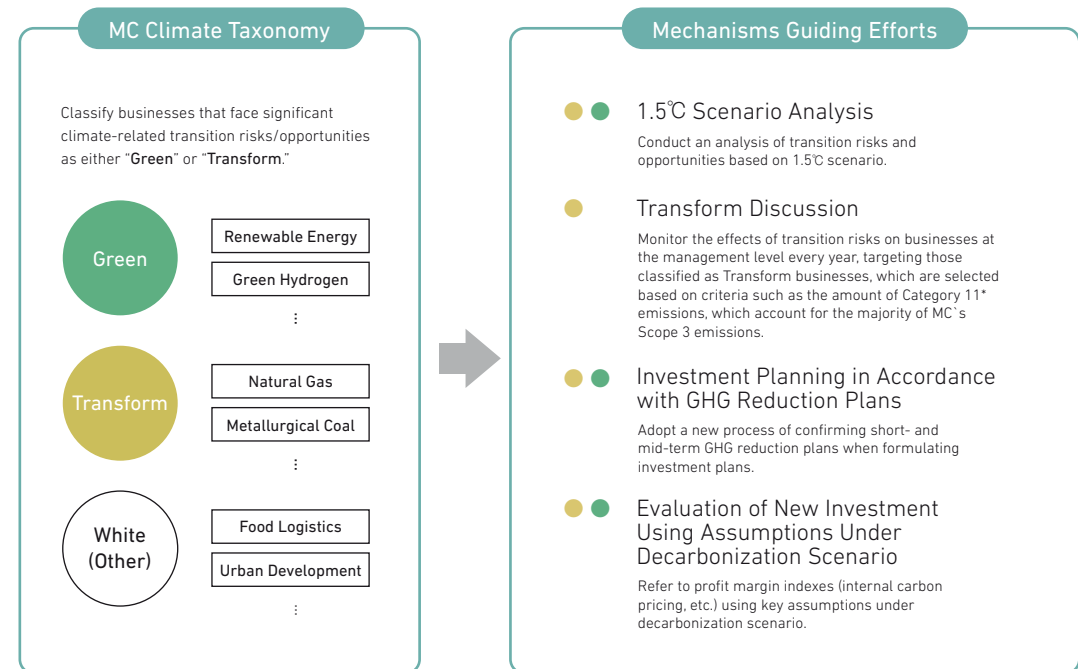 MC Climate Taxonomy
Classify businesses that face significant
climate-related transition risks/opportunities
as either “Green” or “Transform.”
Green
Renewable Energy
Green Hydrogen
⋮
Transform
Natural Gas
Metallurgical Coal
⋮
White
(Other)
Food Logistics
Urban Development
⋮
Mechanisms Guiding Efforts
1.5℃ Scenario Analysis
Conduct an analysis of transition risks and
opportunities based on 1.5℃ scenario.
Transform Discussion
Monitor the effects of transition risks on businesses at
the management level every year, targeting those
classified as Transform businesses, which are selected
based on criteria such as the amount of Category 11*
emissions, which account for the majority of MC`s
Scope 3 emissions.
Investment Planning in Accordance
with GHG Reduction Plans
Adopt a new process of confirming short- and
mid-term GHG reduction plans when formulating
investment plans.
Evaluation of New Investment
Using Assumptions Under
Decarbonization Scenario
Refer to profit margin indexes (internal carbon
pricing, etc.) using key assumptions under
decarbonization scenario.